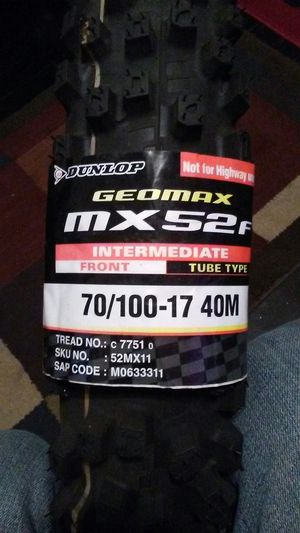 DUNLOP
Not for Highway
GEOMAX
MX52F
INTERMEDIATE
FRONT TUBE TYPE
70/100-17 40M
TREAD NO.: C 7751 0
SKU NO. : 52MX11
SAP CODE : M0633311